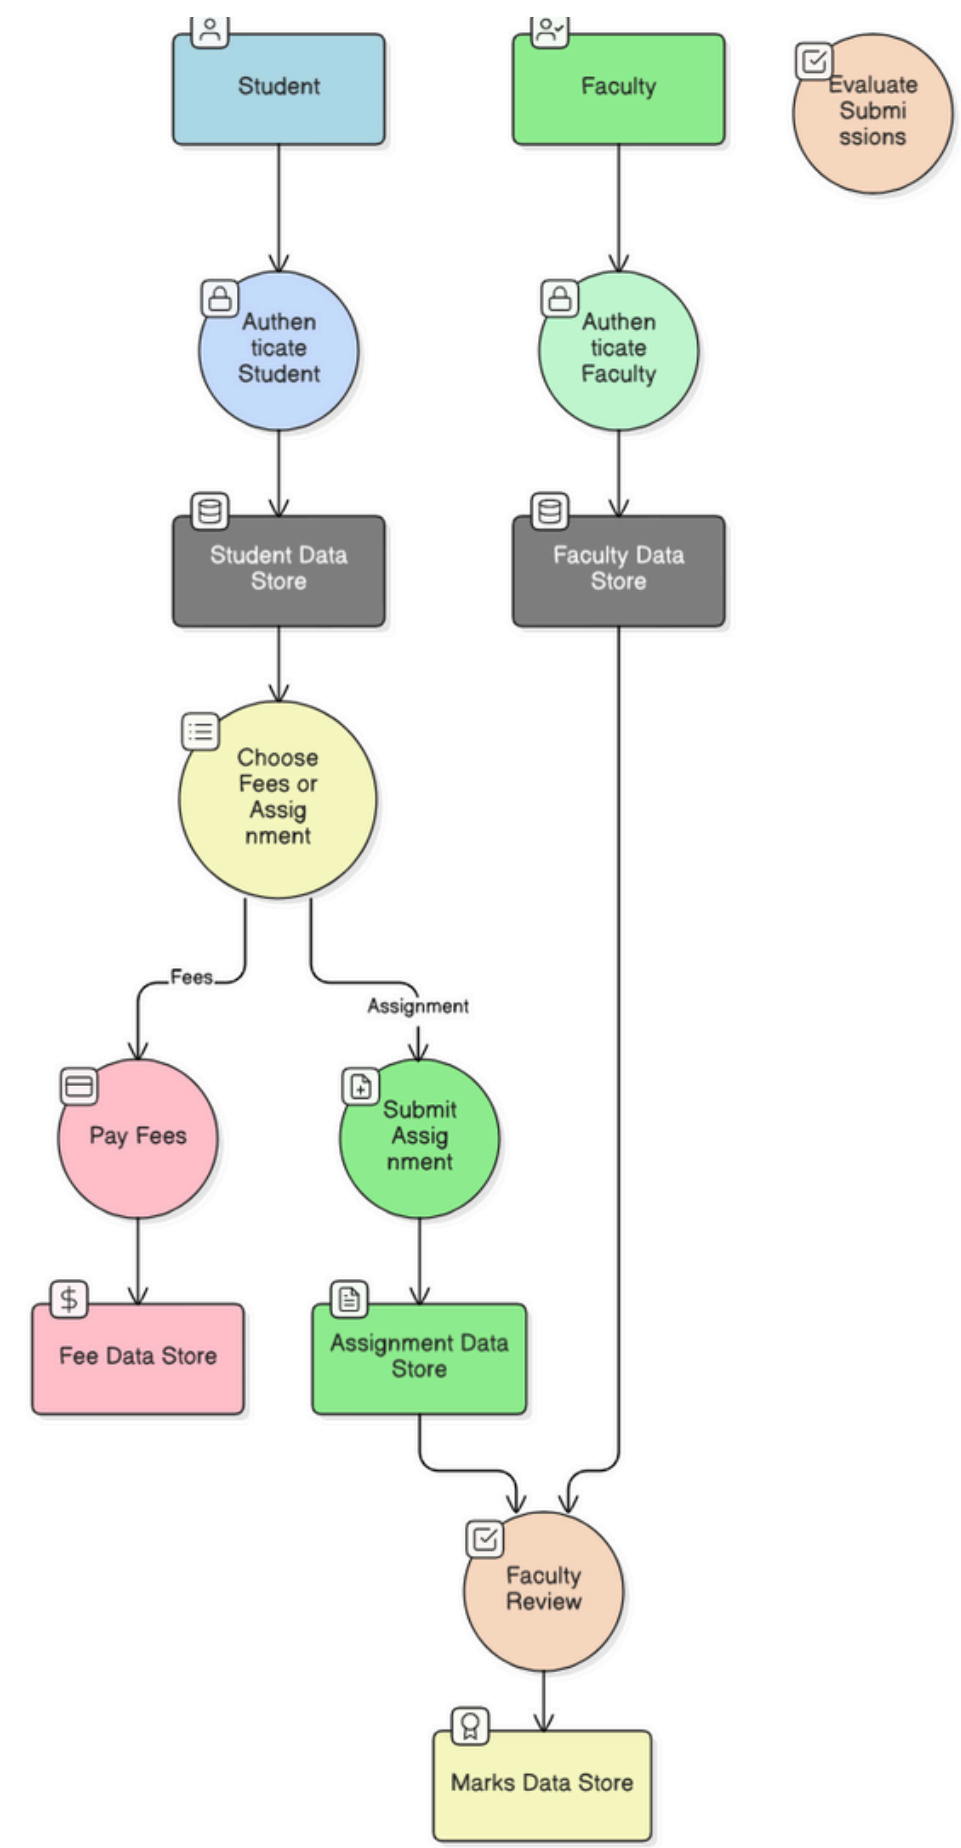 Student
Faculty
Evaluate
Submi
ssions
Authen
ticate
Student
Authen
ticate
Faculty
Student Data
Store
Faculty Data
Store
Choose
Fees or
Assig
nment
Fees
Assignment
Pay Fees
Submit
Assig
nment
$
Fee Data Store
Assignment Data
Store
Faculty
Review
Marks Data Store